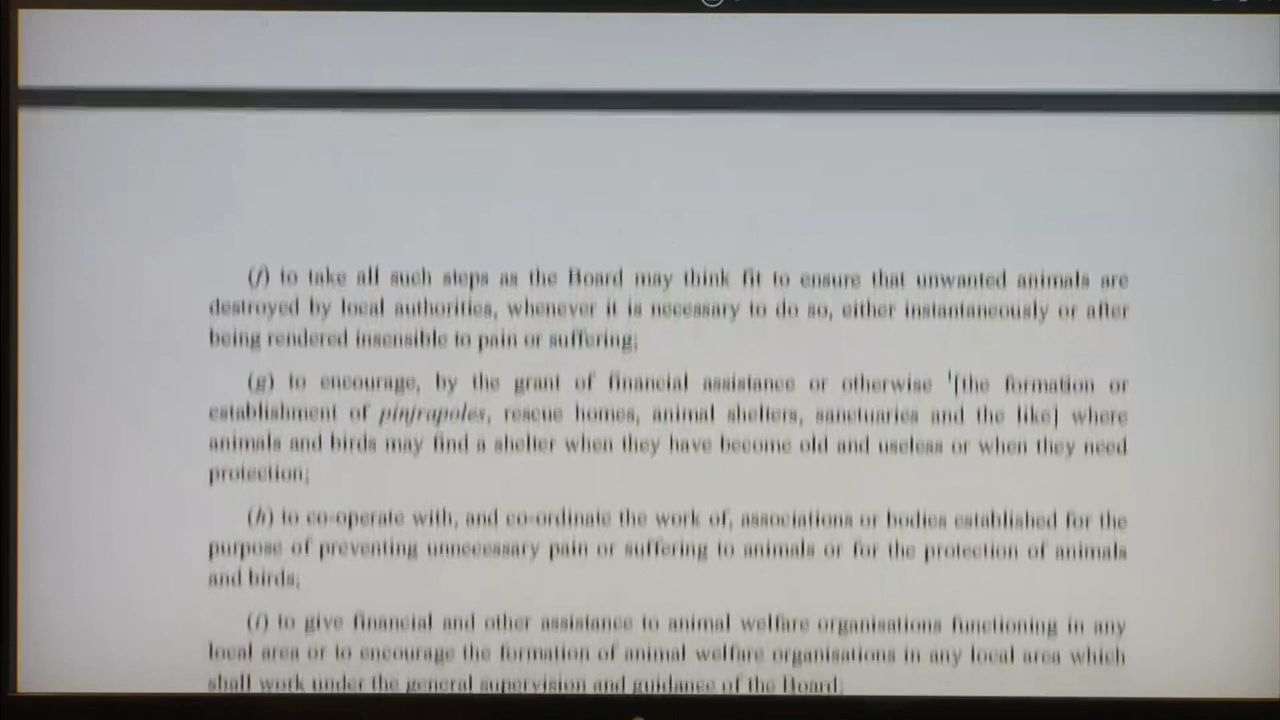 (f) to take all such steps as the Board may think fit to ensure that unwanted animals are
destroyed by local authorities, whenever it is necessary to do so, either instantaneously or after
being rendered insensible to pain or suffering;
(g) to encourage, by the grant of financial assistance or otherwise ¹[the formation or
establishment of pinjrapoles, rescue homes, animal shelters, sanctuaries and the like] where
animals and birds may find a shelter when they have become old and useless or when they need
protection;
(h) to co-operate with, and co-ordinate the work of, associations or bodies established for the
purpose of preventing unnecessary pain or suffering to animals or for the protection of animals
and birds;
(i) to give financial and other assistance to animal welfare organisations functioning in any
local area or to encourage the formation of animal welfare organisations in any local area which
shall work under the general supervision and guidance of the Board;